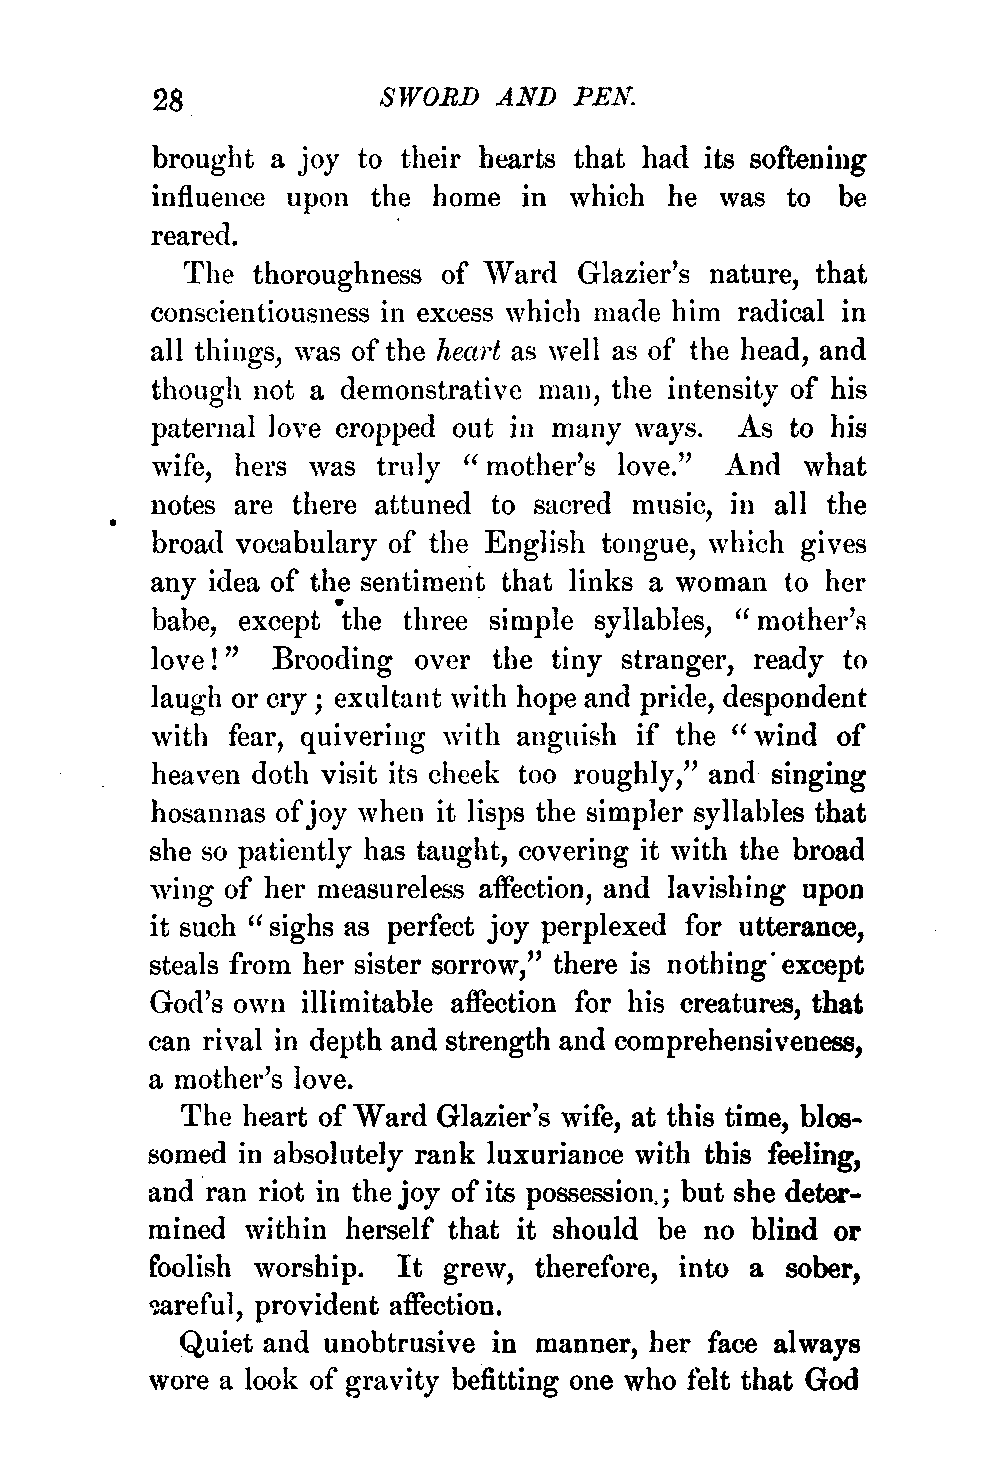 28 SWORD AND PEN.
brought a joy to their hearts that had its softening
influence upon the home in which he was to be
reared.
The thoroughness of Ward Glazier's nature, that
conscientiousness in excess which made him radical in
all things, was of the heart as well as of the head, and
though not a demonstrative man, the intensity of his
paternal love cropped out in many ways. As to his
wife, hers was truly "mother's love." And what
notes are there attuned to sacred music, in all the
broad vocabulary of the English tongue, which gives
any idea of the sentiment that links a woman to her
babe, except the three simple syllables, "mother's
love!" Brooding over the tiny stranger, ready to
laugh or cry; exultant with hope and pride, despondent
with fear, quivering with anguish if the "wind of
heaven doth visit its cheek too roughly," and singing
hosannas of joy when it lisps the simpler syllables that
she so patiently has taught, covering it with the broad
wing of her measureless affection, and lavishing upon
it such "sighs as perfect joy perplexed for utterance,
steals from her sister sorrow," there is nothing except
God's own illimitable affection for his creatures, that
can rival in depth and strength and comprehensiveness,
a mother's love.
The heart of Ward Glazier's wife, at this time, blos-
somed in absolutely rank luxuriance with this feeling,
and ran riot in the joy of its possession; but she deter-
mined within herself that it should be no blind or
foolish worship. It grew, therefore, into a sober,
careful, provident affection.
Quiet and unobtrusive in manner, her face always
wore a look of gravity befitting one who felt that God